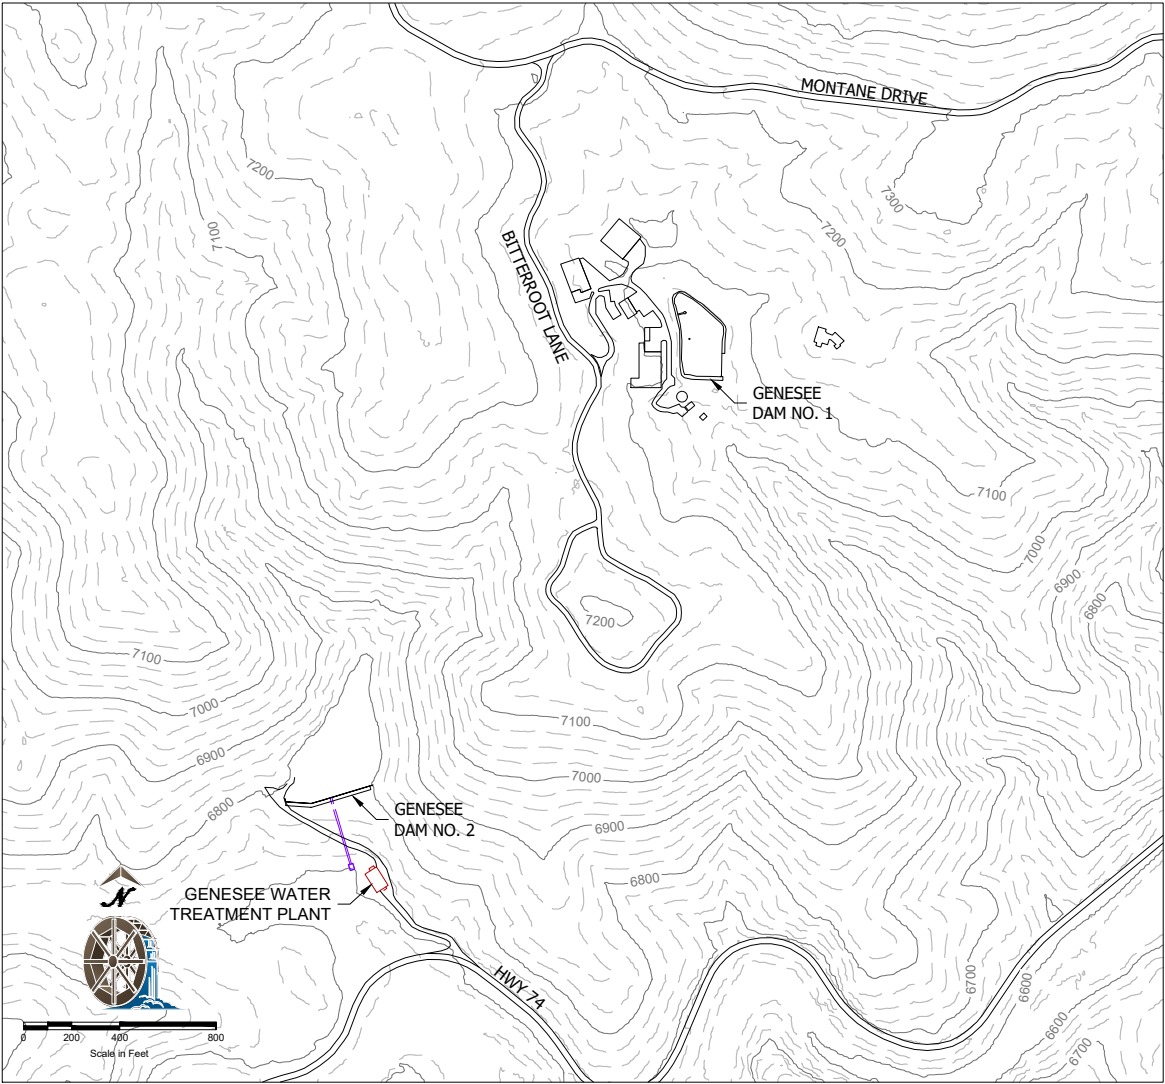 MONTANE DRIVE
7200
7300
7100
7200
BITTERROOT LANE
GENESEE
DAM NO. 1
7100
7000
6900
6800
7200
7100
7000
7100
6900
7000
6800
GENESEE
DAM NO. 2
6900
6800
GENESEE WATER
TREATMENT PLANT
N
HWY 74
6700
6600
6600
6700
0 200 400 800
Scale in Feet